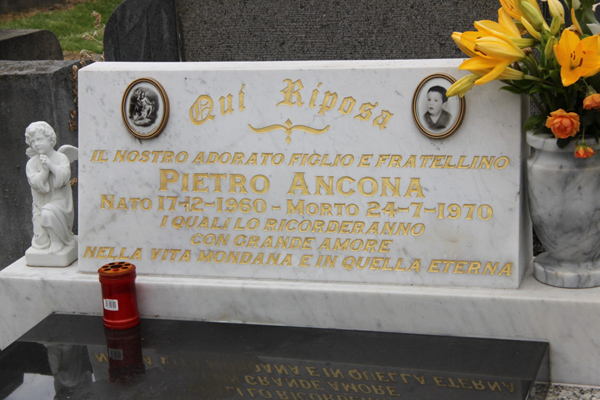 Qui Riposa
IL NOSTRO ADORATO FIGLIO E FRATELLINO
PIETRO ANCONA
NATO 17-12-1960 - MORTO 24-7-1970
I QUALI LO RICORDERANNO
CON GRANDE AMORE
NELLA VITA MONDANA E IN QUELLA ETERNA